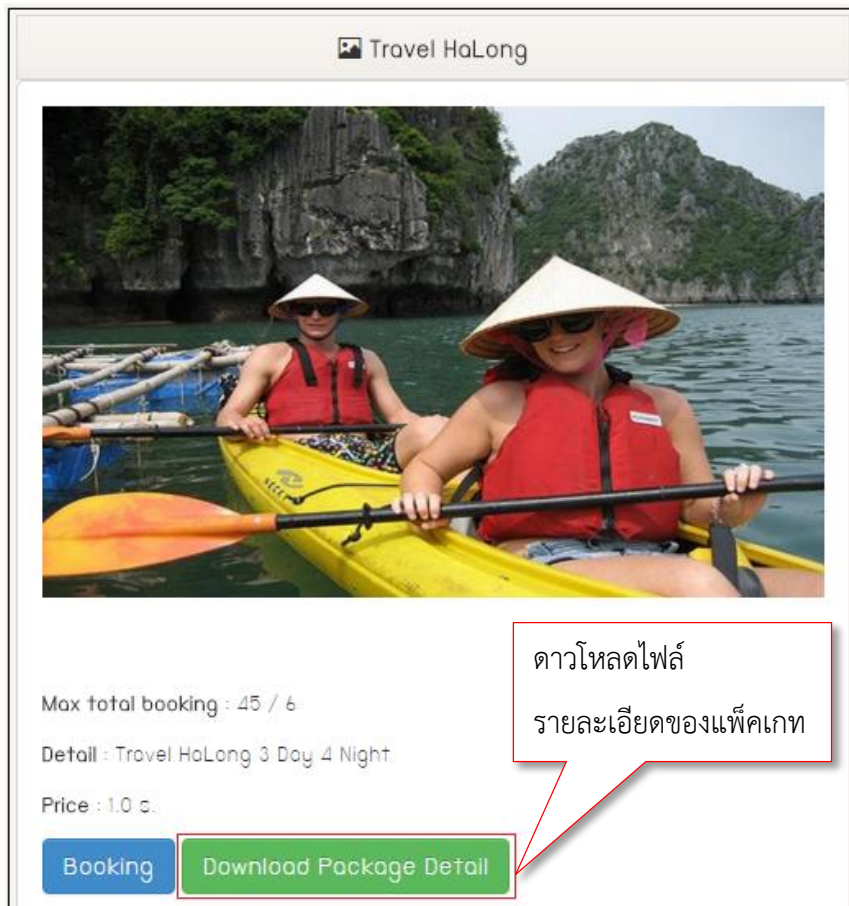 Travel HaLong
ดาวโหลดไฟล์
รายละเอียดของแพ็คเกท
Max total booking : 45 / 6
Detail : Travel HaLong 3 Day 4 Night
Price : 1.0 ธ.
Booking
Download Package Detail